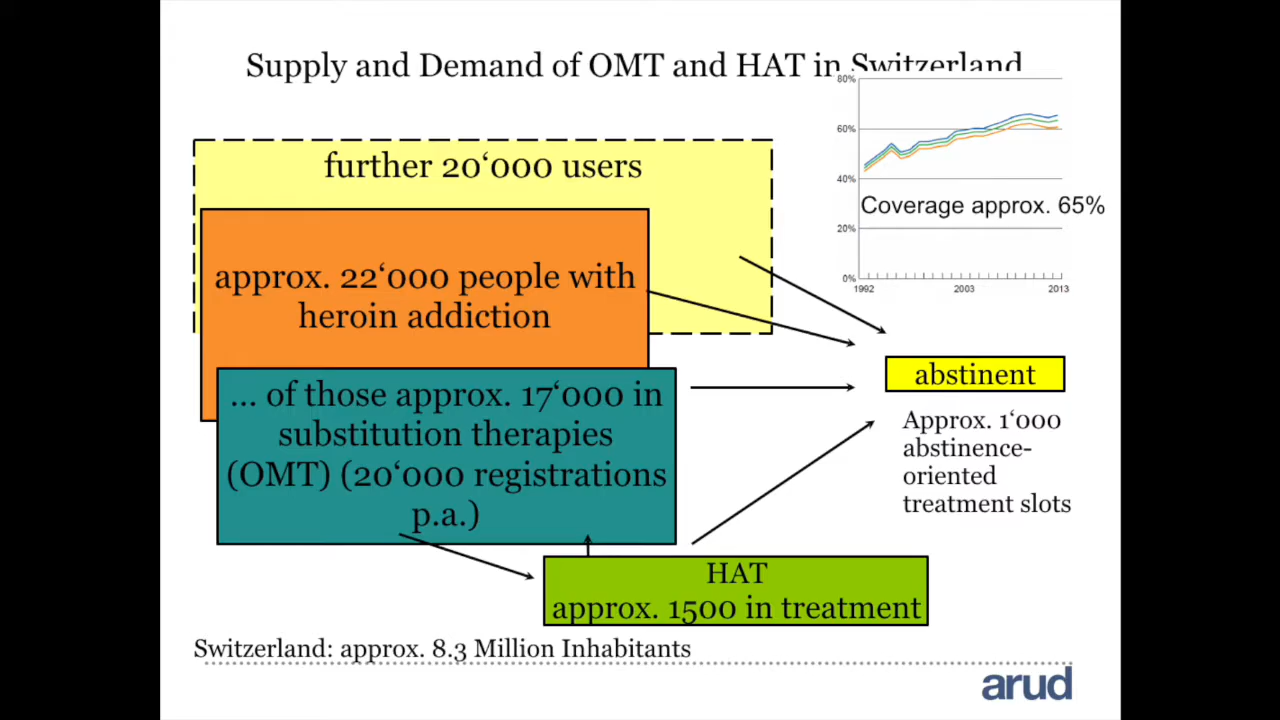 Supply and Demand of OMT and HAT in Switzerland
80%
60%
40%
20%
0%
1992
2003
2013
Coverage approx. 65%
further 20‘000 users
approx. 22‘000 people with
heroin addiction
... of those approx. 17‘000 in
substitution therapies
(OMT) (20‘000 registrations
p.a.)
abstinent
Approx. 1‘000
abstinence-
oriented
treatment slots
HAT
approx. 1500 in treatment
Switzerland: approx. 8.3 Million Inhabitants
arud